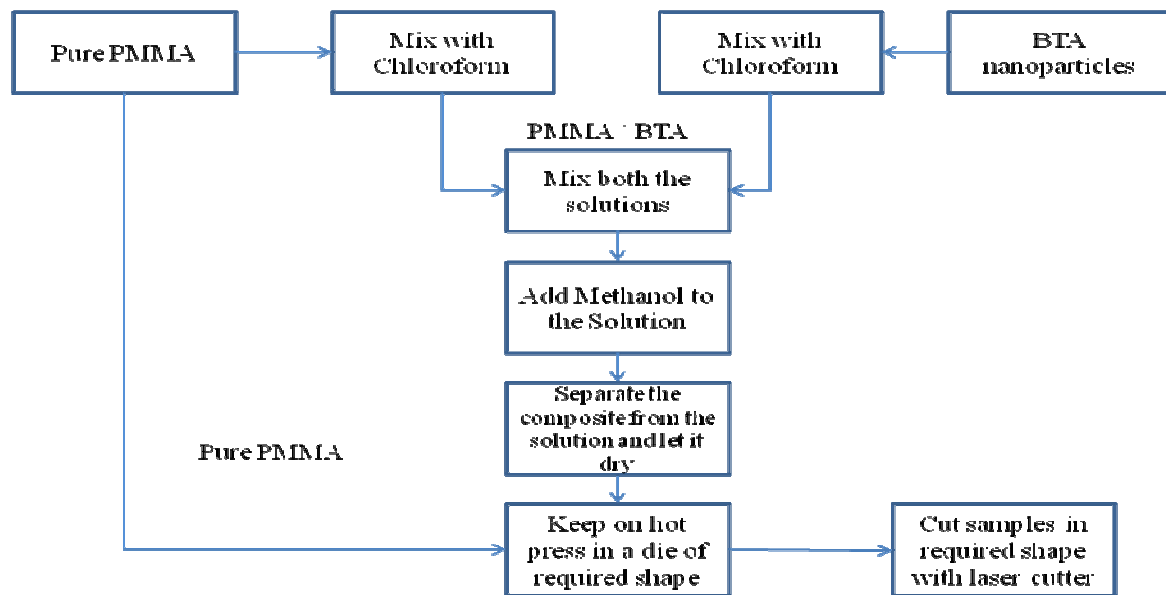 Pure PMMA
Mix with
Chloroform
Mix with
Chloroform
BTA
nanoparticles
PMMA BTA
Mix both the
solutions
Add Methanol to
the Solution
Separate the
composite from the
solution and let it
dry
Pure PMMA
Keep on hot
press in a die of
required shape
Cut samples in
required shape
with laser cutter